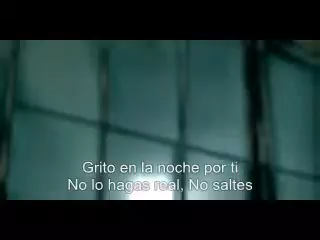 Grito en la noche por ti
No lo hagas real, No saltes